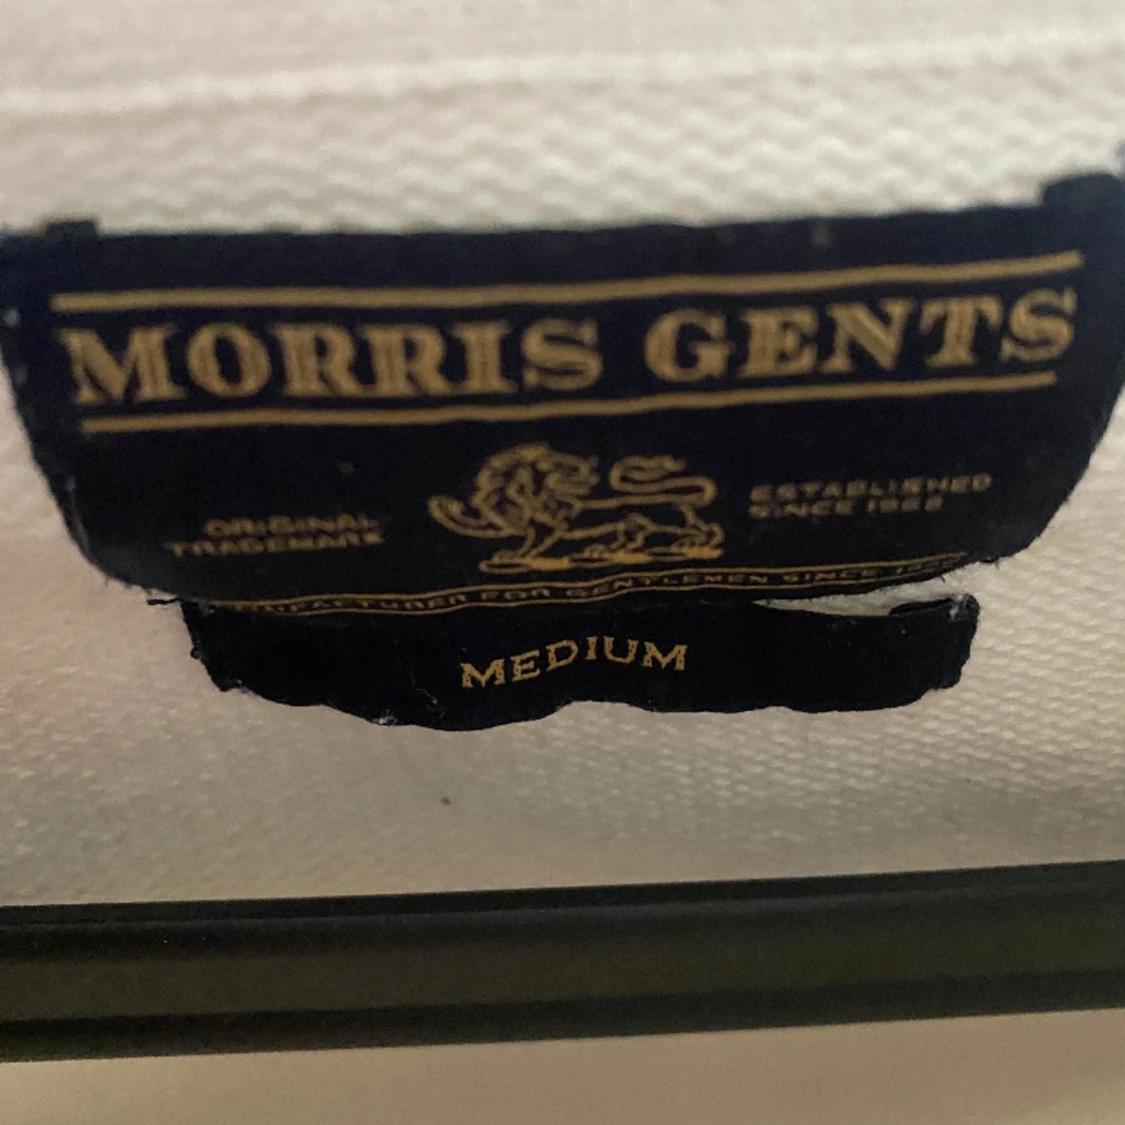 MORRIS GENTS
ORIGINAL
TRADEMARK
ESTABLISHED
SINCE
FOR GENTLEMEN SINCE
MEDIUM